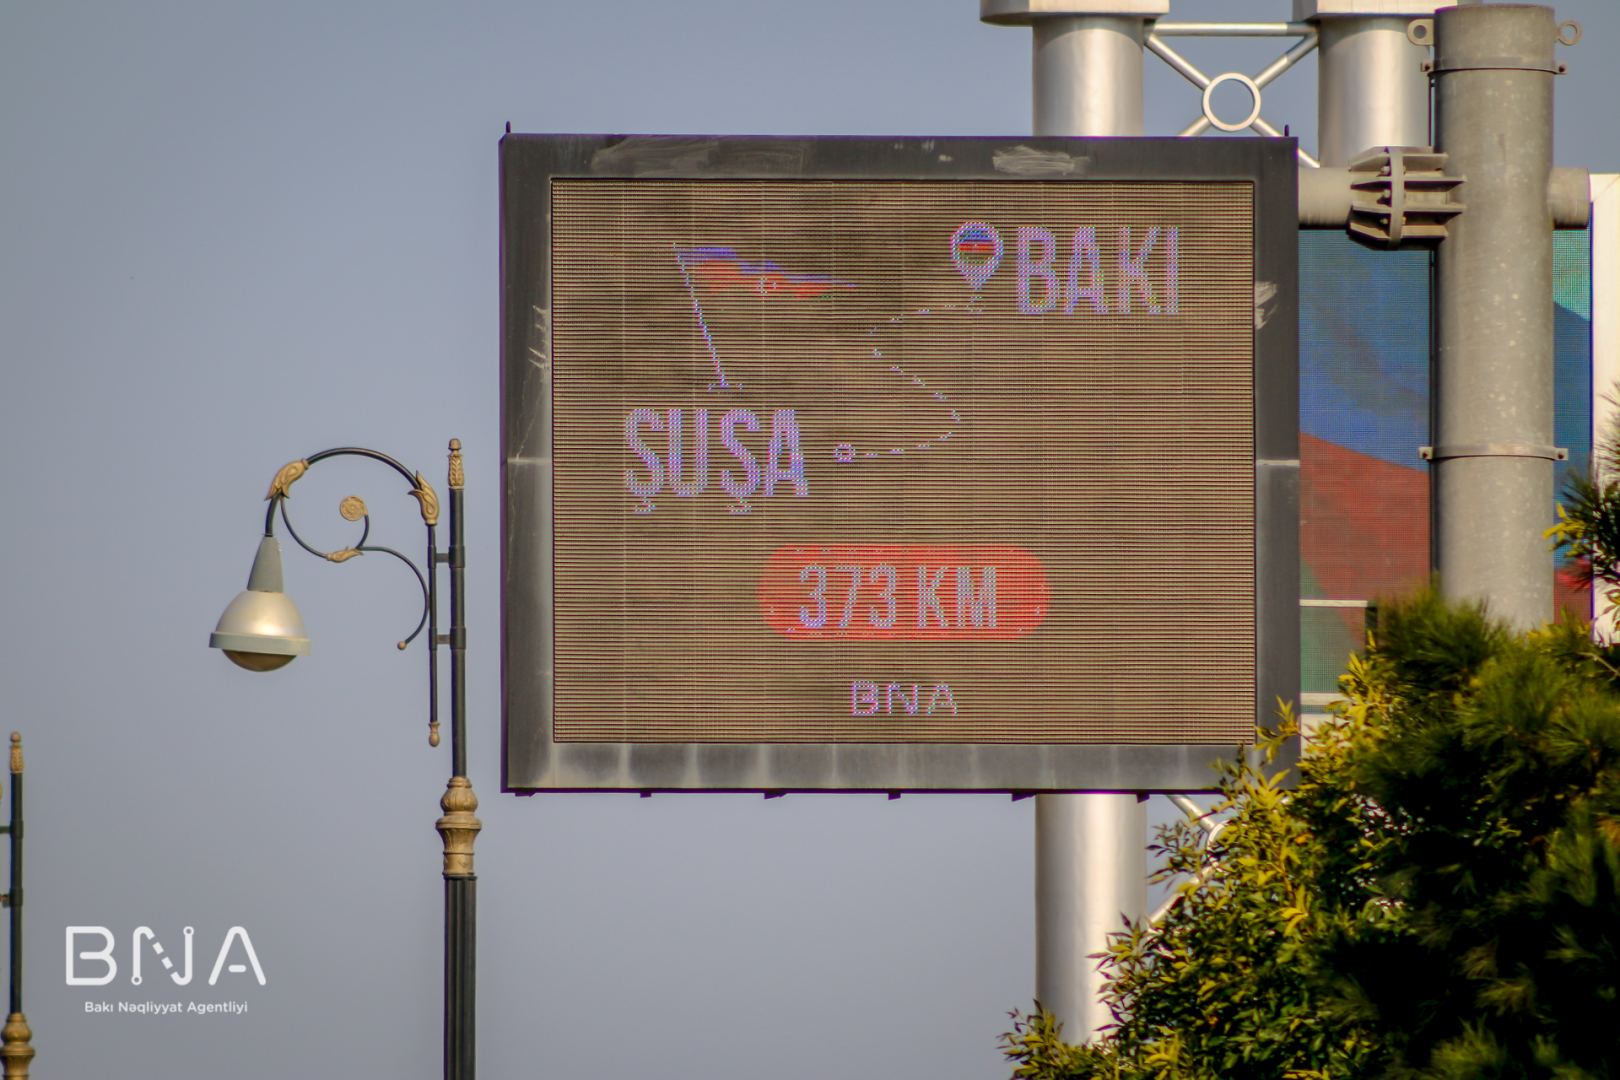 BAKI
ŞUŞA
373 KM
BNA
BNA
Bakı Nəqliyyat Agentliyi